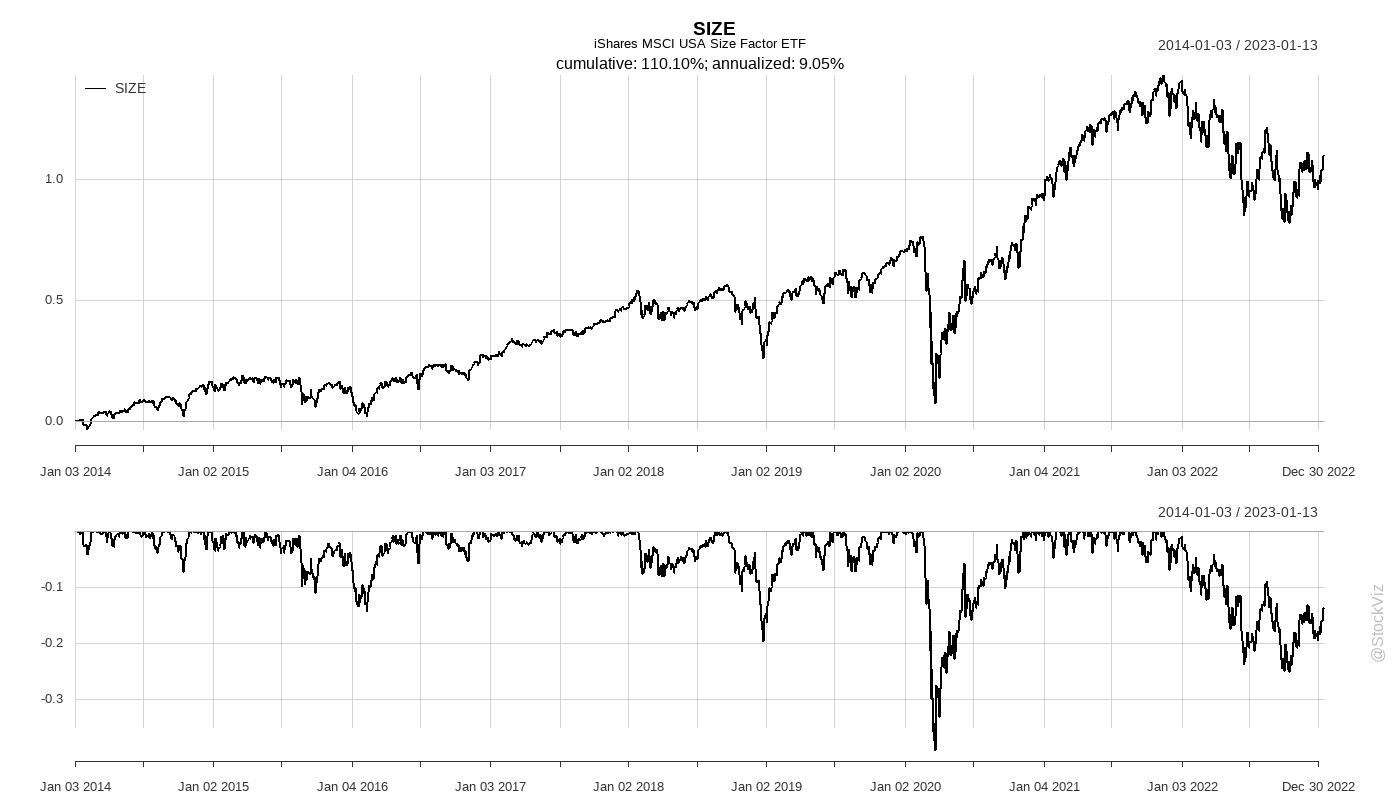 SIZE
iShares MSCI USA Size Factor ETF
2014-01-03 / 2023-01-13
cumulative: 110.10%; annualized: 9.05%
SIZE
1.0
0.5
0.0
Jan 03 2014 Jan 02 2015 Jan 04 2016 Jan 03 2017 Jan 02 2018 Jan 02 2019 Jan 02 2020 Jan 04 2021 Jan 03 2022 Dec 30 2022
2014-01-03 / 2023-01-13
-0.1
-0.2
-0.3
Jan 03 2014 Jan 02 2015 Jan 04 2016 Jan 03 2017 Jan 02 2018 Jan 02 2019 Jan 02 2020 Jan 04 2021 Jan 03 2022 Dec 30 2022
@StockViz